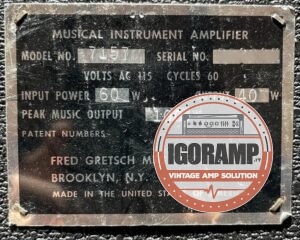 MUSICAL INSTRUMENT AMPLIFIER
MODEL NO. 7157 SERIAL NO.
VOLTS AC 115 CYCLES 60
INPUT POWER 60 W 40 W
PEAK MUSIC OUTPUT
PATENT NUMBERS-
FRED GRETSCH M
BROOKLYN, N.Y.
MADE IN THE UNITED
IGORAMP
VINTAGE AMP SOLUTION